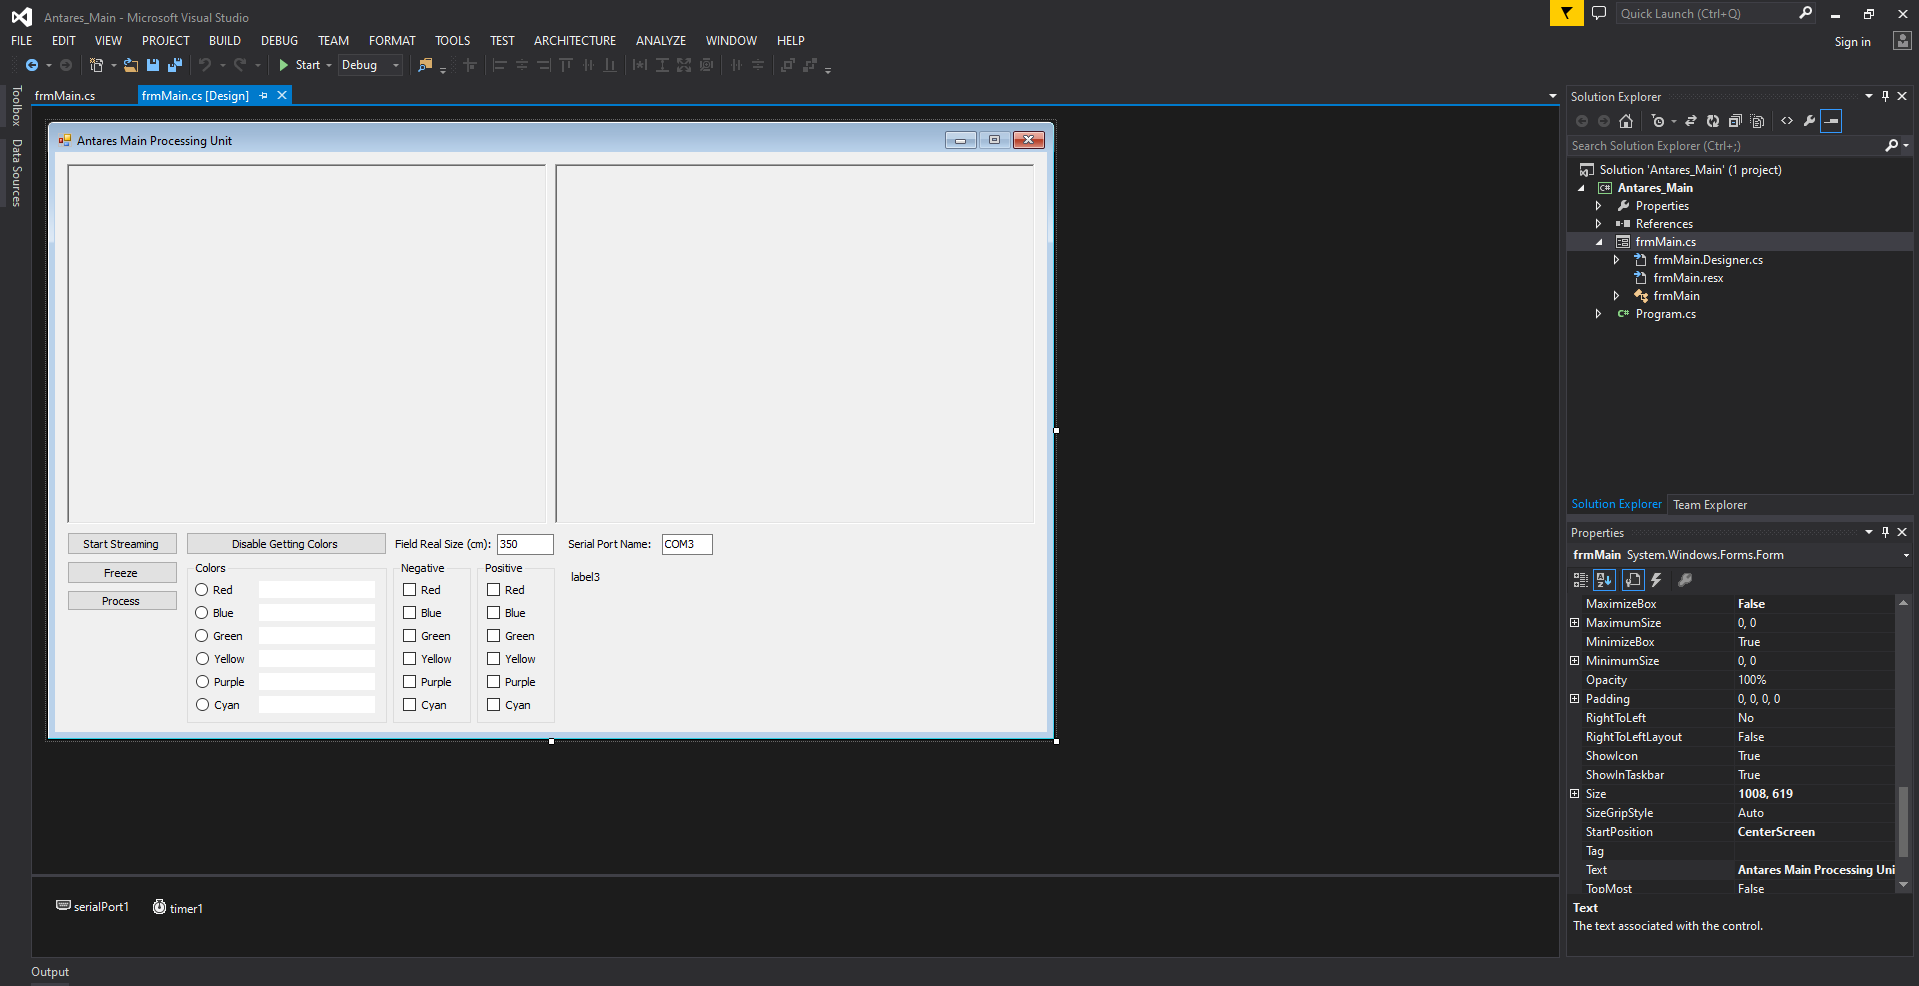 Antares_Main - Microsoft Visual Studio
Quick Launch (Ctrl+Q)
FILE EDIT VIEW PROJECT BUILD DEBUG TEAM FORMAT TOOLS TEST ARCHITECTURE ANALYZE WINDOW HELP
Sign in
Start Debug
Toolbox
Data Sources
frmMain.cs
frmMain.cs [Design]
Antares Main Processing Unit
Start Streaming
Freeze
Process
Disable Getting Colors
Field Real Size (cm): 350
Serial Port Name: COM3
Colors
Red
Blue
Green
Yellow
Purple
Cyan
Negative
Red
Blue
Green
Yellow
Purple
Cyan
Positive
Red
Blue
Green
Yellow
Purple
Cyan
label3
serialPort1
timer1
Output
Solution Explorer
Search Solution Explorer (Ctrl+;)
Solution 'Antares_Main' (1 project)
C# Antares_Main
Properties
References
frmMain.cs
frmMain.Designer.cs
frmMain.resx
frmMain
C# Program.cs
Solution Explorer Team Explorer
Properties
frmMain System.Windows.Forms.Form
MaximizeBox False
MaximumSize 0, 0
MinimizeBox True
MinimumSize 0, 0
Opacity 100%
Padding 0, 0, 0, 0
RightToLeft No
RightToLeftLayout False
ShowIcon True
ShowInTaskbar True
Size 1008, 619
SizeGripStyle Auto
StartPosition CenterScreen
Tag
Text Antares Main Processing Uni
TopMost False
Text
The text associated with the control.